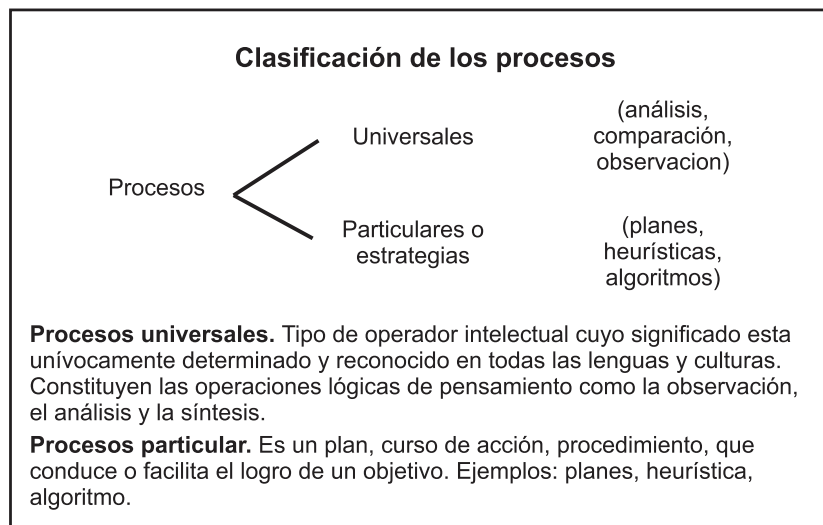 Clasificación de los procesos
Universales
(análisis,
comparación,
observacion)
Procesos
Particulares o
estrategias
(planes,
heurísticas,
algoritmos)
Procesos universales. Tipo de operador intelectual cuyo significado esta
unívocamente determinado y reconocido en todas las lenguas y culturas.
Constituyen las operaciones lógicas de pensamiento como la observación,
el análisis y la síntesis.
Procesos particular. Es un plan, curso de acción, procedimiento, que
conduce o facilita el logro de un objetivo. Ejemplos: planes, heurística,
algoritmo.